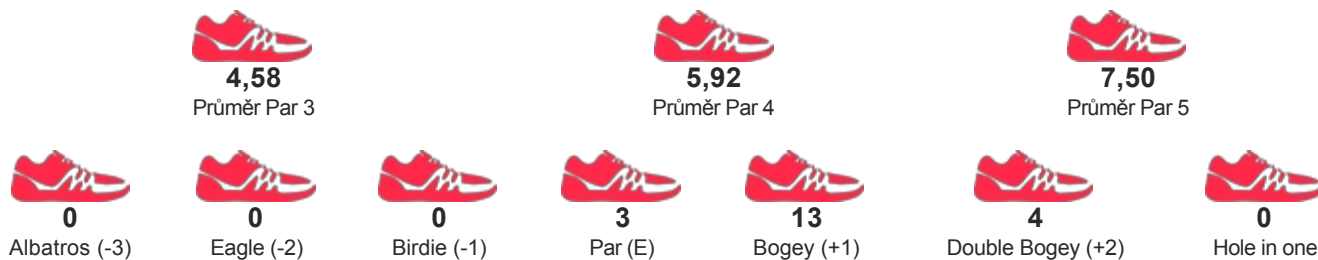 4,58 5,92 7,50
Průměr Par 3 Průměr Par 4 Průměr Par 5
0 0 0 3 13 4 0
Albatros (-3) Eagle (-2) Birdie (-1) Par (E) Bogey (+1) Double Bogey (+2) Hole in one